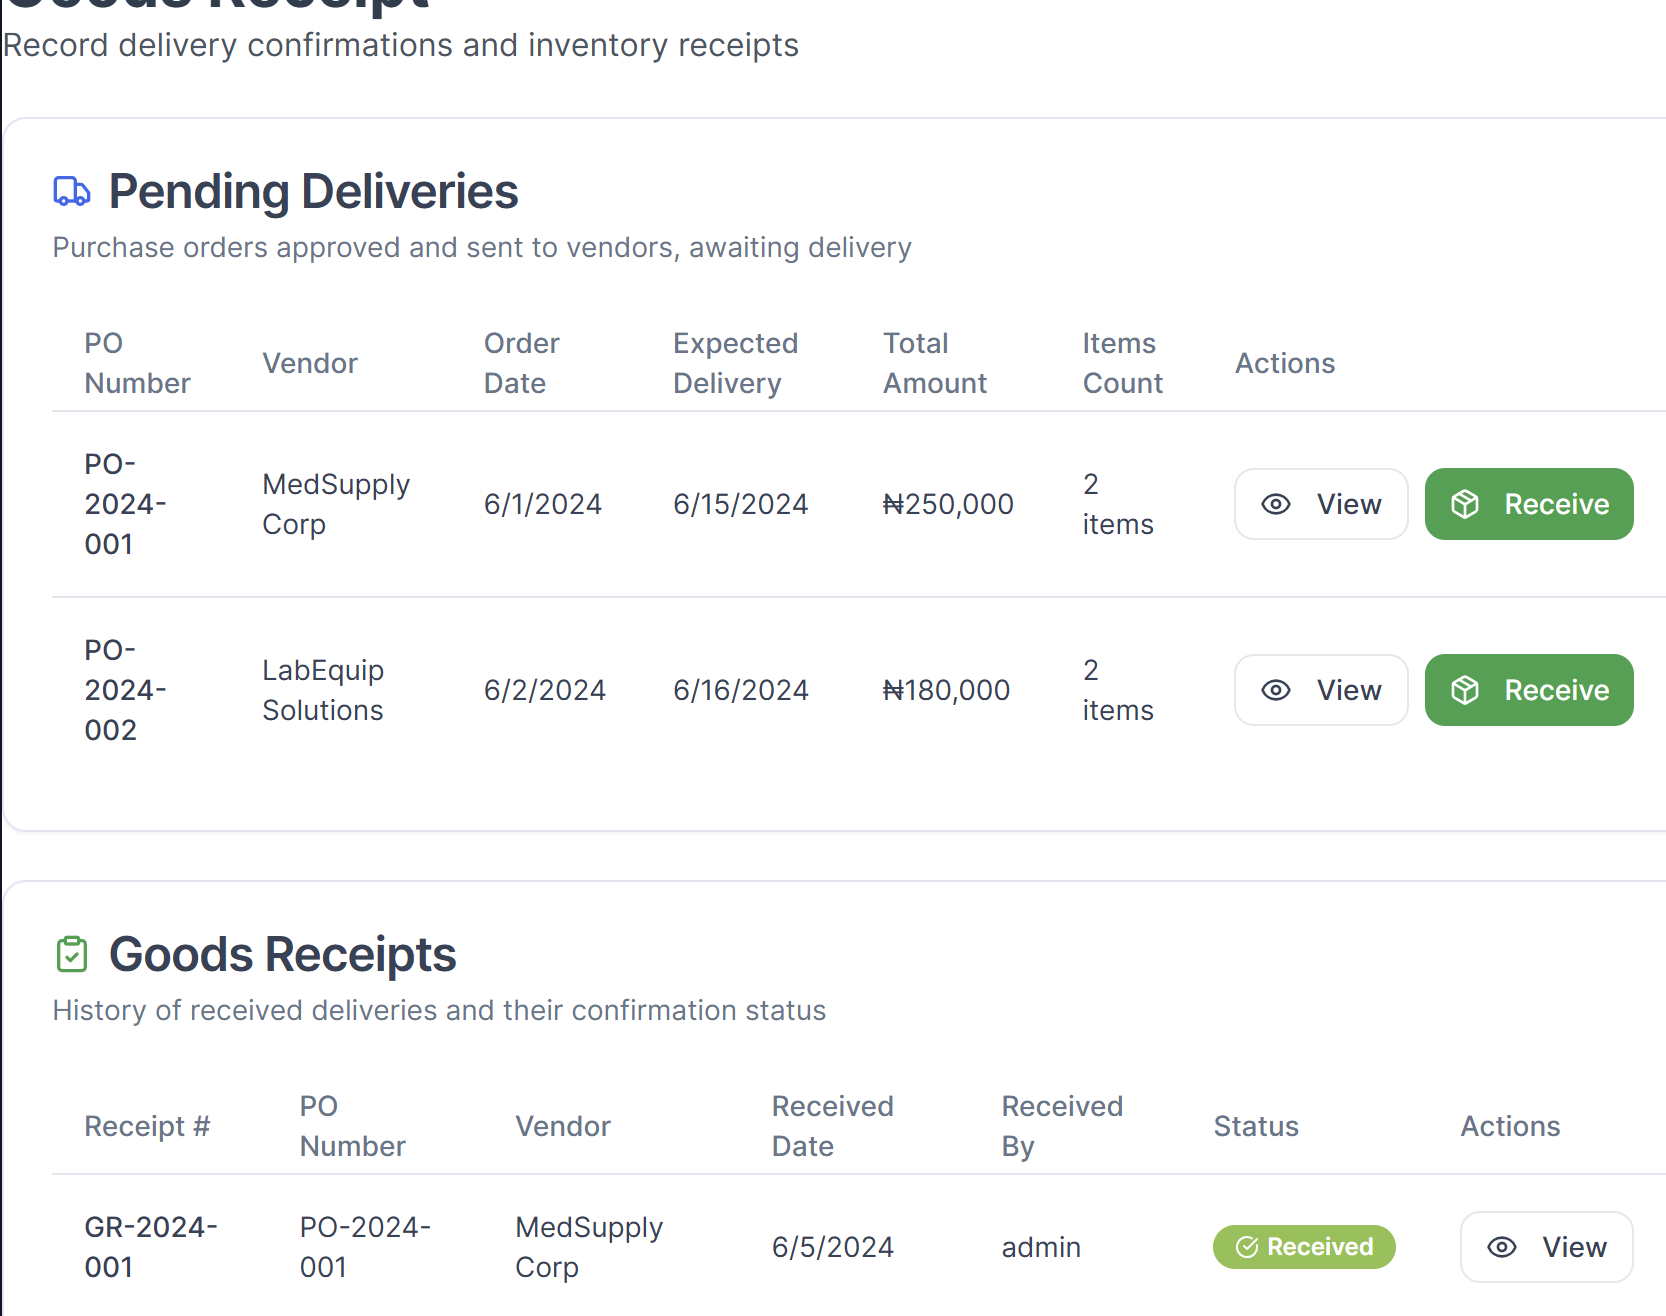 Goods Receipt
Record delivery confirmations and inventory receipts
Pending Deliveries
Purchase orders approved and sent to vendors, awaiting delivery
PO Number Vendor Order Date Expected Delivery Total Amount Items Count Actions
PO-2024-001 MedSupply Corp 6/1/2024 6/15/2024 ₦250,000 2 items View Receive
PO-2024-002 LabEquip Solutions 6/2/2024 6/16/2024 ₦180,000 2 items View Receive
Goods Receipts
History of received deliveries and their confirmation status
Receipt # PO Number Vendor Received Date Received By Status Actions
GR-2024-001 PO-2024-001 MedSupply Corp 6/5/2024 admin Received View